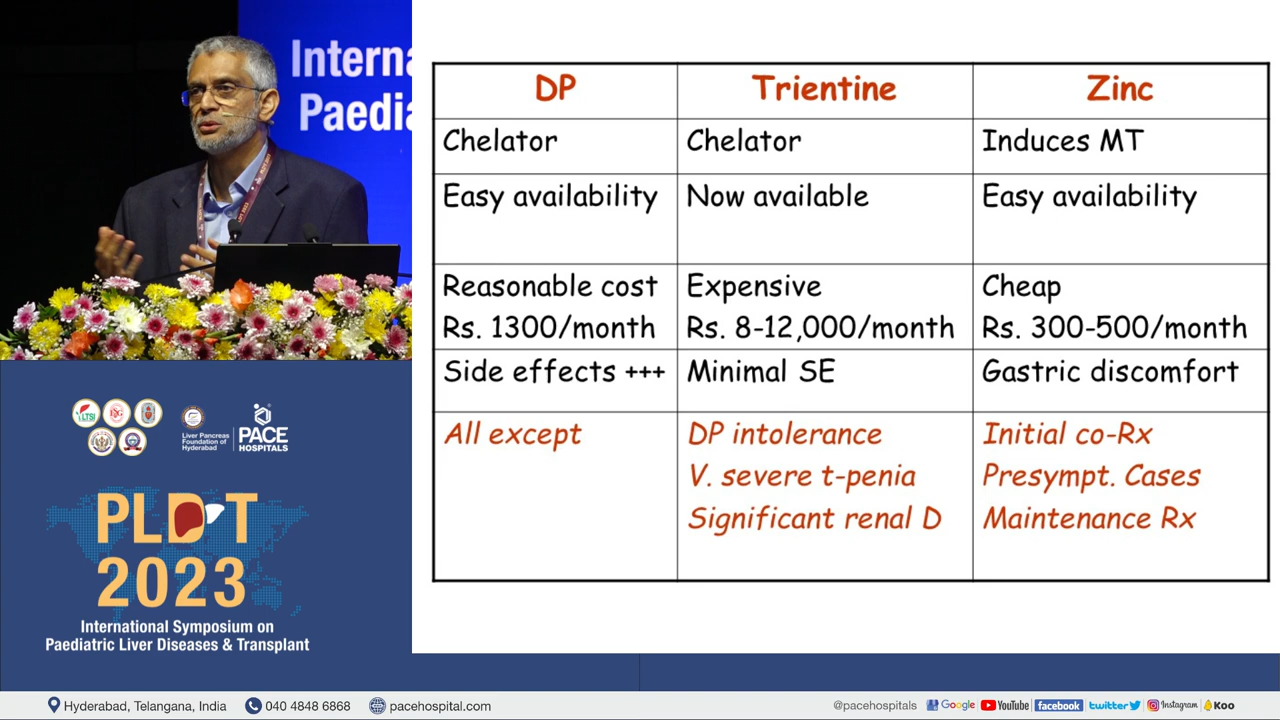 Interna
Paedia
DP
Trientine
Zinc
Chelator
Chelator
Induces MT
Easy availability
Now available
Easy availability
Reasonable cost
Rs. 1300/month
Expensive
Rs. 8-12,000/month
Cheap
Rs. 300-500/month
Side effects +++
Minimal SE
Gastric discomfort
All except
DP intolerance
V. severe t-penia
Significant renal D
Initial co-Rx
Presympt. Cases
Maintenance Rx
LTSI
Liver Pancreas
Foundation of
Hyderabad
PACE
HOSPITALS
PLDT
2023
International Symposium on
Paediatric Liver Diseases & Transplant
Hyderabad, Telangana, India
040 4848 6868
pacehospital.com
@pacehospitals
Google
YouTube
facebook
twitter
Instagram
Koo